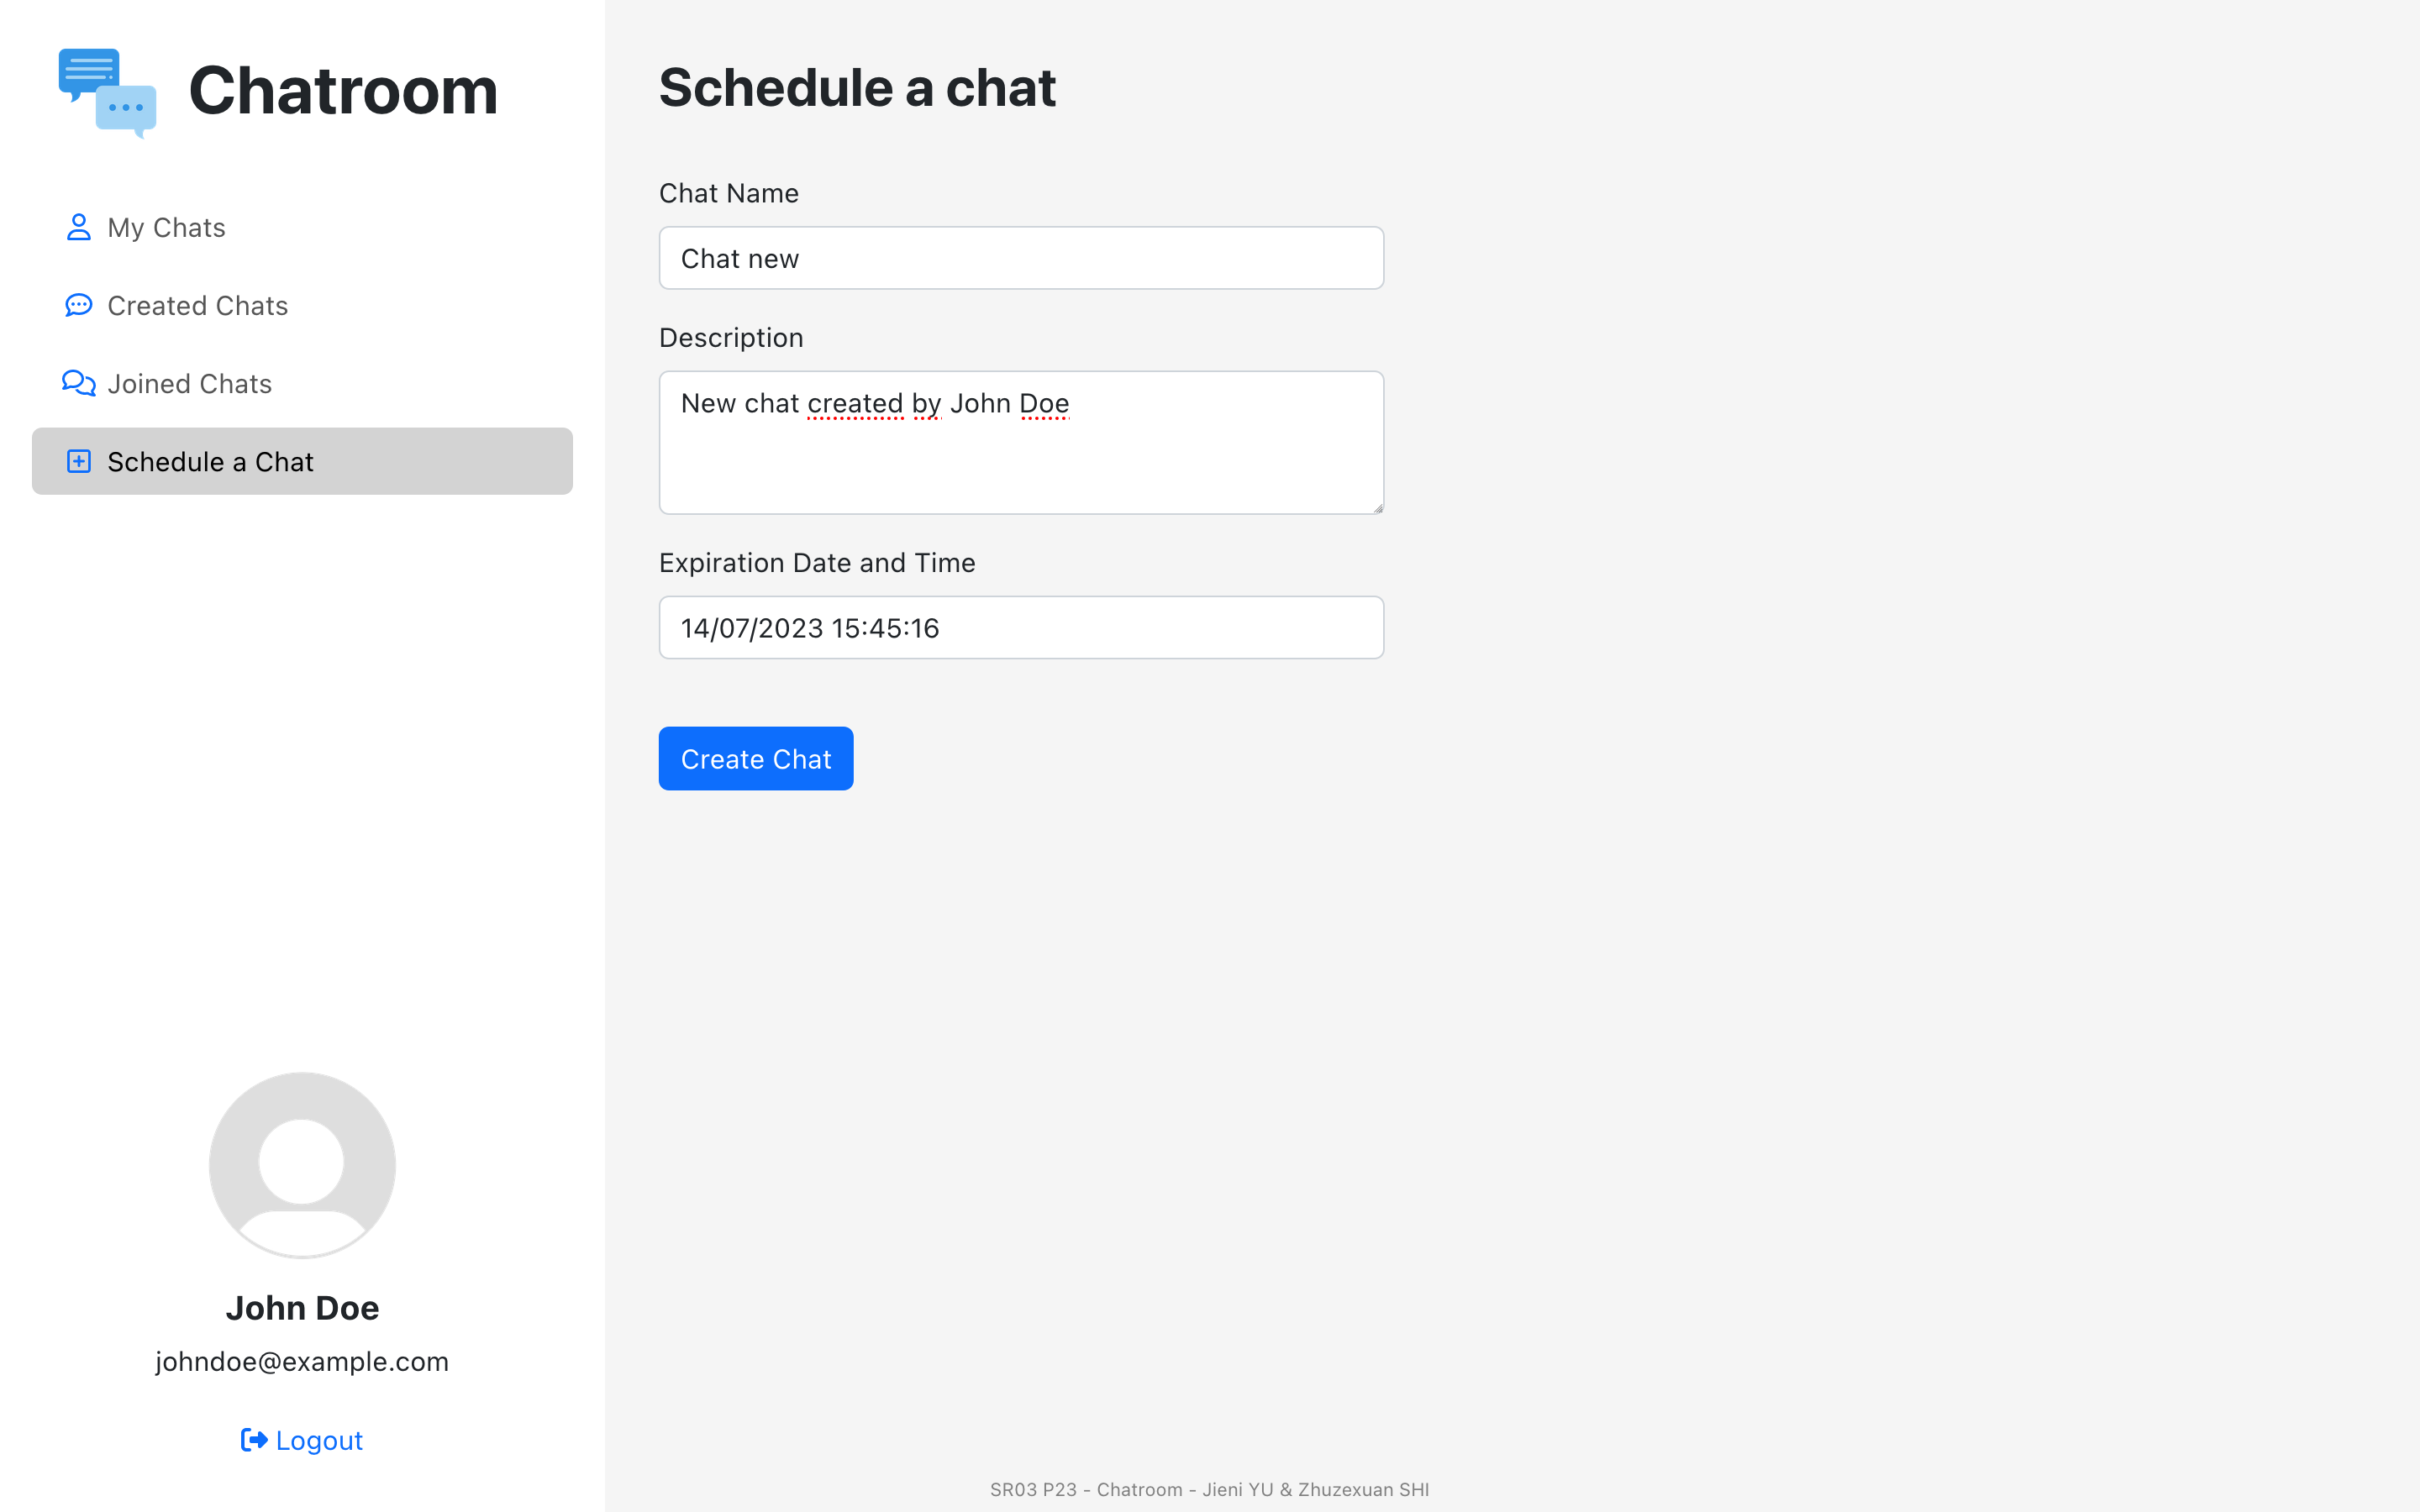 Chatroom
My Chats
Created Chats
Joined Chats
Schedule a Chat
John Doe
johndoe@example.com
Logout
Schedule a chat
Chat Name
Chat new
Description
New chat created by John Doe
Expiration Date and Time
14/07/2023 15:45:16
Create Chat
SR03 P23 - Chatroom - Jieni YU & Zhuzexuan SHI